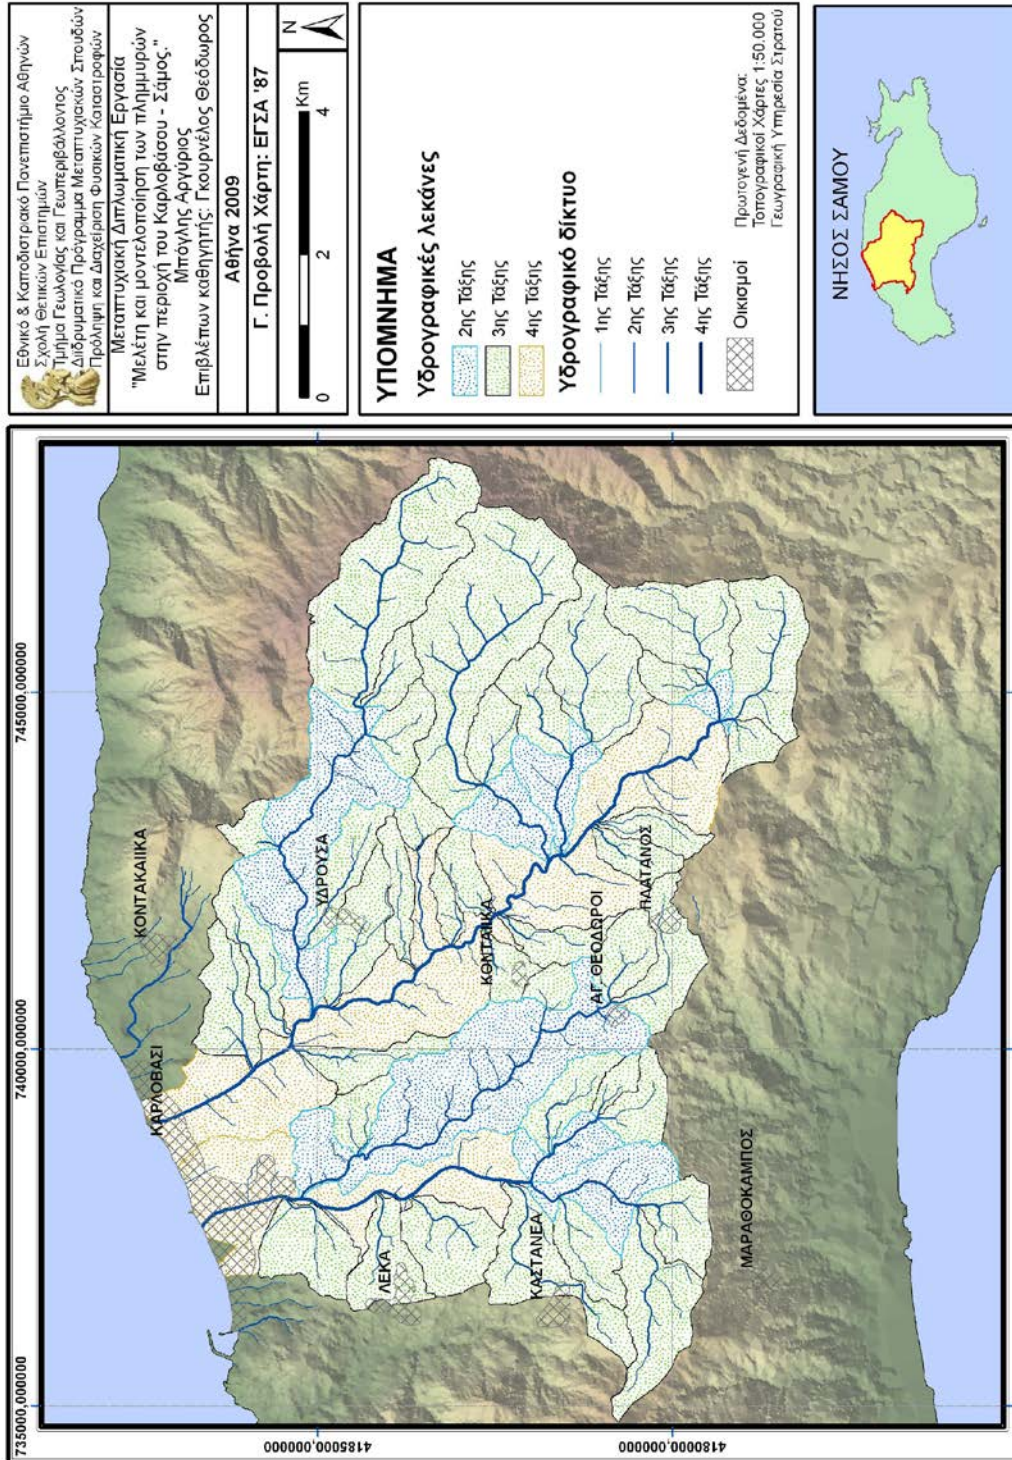 Εθνικό & Καποδιστριακό Πανεπιστήμιο Αθηνών
Σχολή Θετικών Επιστημών
Τμήμα Γεωλογίας και Γεωπεριβάλλοντος
Διιδρυματικό Πρόγραμμα Μεταπτυχιακών Σπουδών
Πρόληψη και Διαχείριση Φυσικών Καταστροφών
Μεταπτυχιακή Διπλωματική Εργασία
"Μελέτη και μοντελοποίηση των πλημμυρών
στην περιοχή του Καρλοβάσου - Σάμος."
Μπόγλης Αργύριος
Επιβλέπων καθηγητής: Γκουρνέλος Θεόδωρος
Αθήνα 2009
Γ. Προβολή Χάρτη: ΕΓΣΑ '87
0 2 4 Km
N
ΥΠΟΜΝΗΜΑ
Υδρογραφικές λεκάνες
2ης Τάξης
3ης Τάξης
4ης Τάξης
Υδρογραφικό δίκτυο
1ης Τάξης
2ης Τάξης
3ης Τάξης
4ης Τάξης
Οικισμοί
Πρωτογενή Δεδομένα:
Τοπογραφικοί Χάρτες 1:50.000
Γεωγραφική Υπηρεσία Στρατού
ΝΗΣΟΣ ΣΑΜΟΥ
735000,000000
740000,000000
745000,000000
4185000,000000
4180000,000000
ΚΑΡΛΟΒΑΣΙ
ΚΟΝΤΑΚΑΙΙΚΑ
ΥΔΡΟΥΣΑ
ΛΕΚΑ
ΚΟΝΤΑΙΙΚΑ
ΚΑΣΤΑΝΕΑ
ΑΓ. ΘΕΟΔΩΡΟΙ
ΠΛΑΤΑΝΟΣ
ΜΑΡΑΘΟΚΑΜΠΟΣ